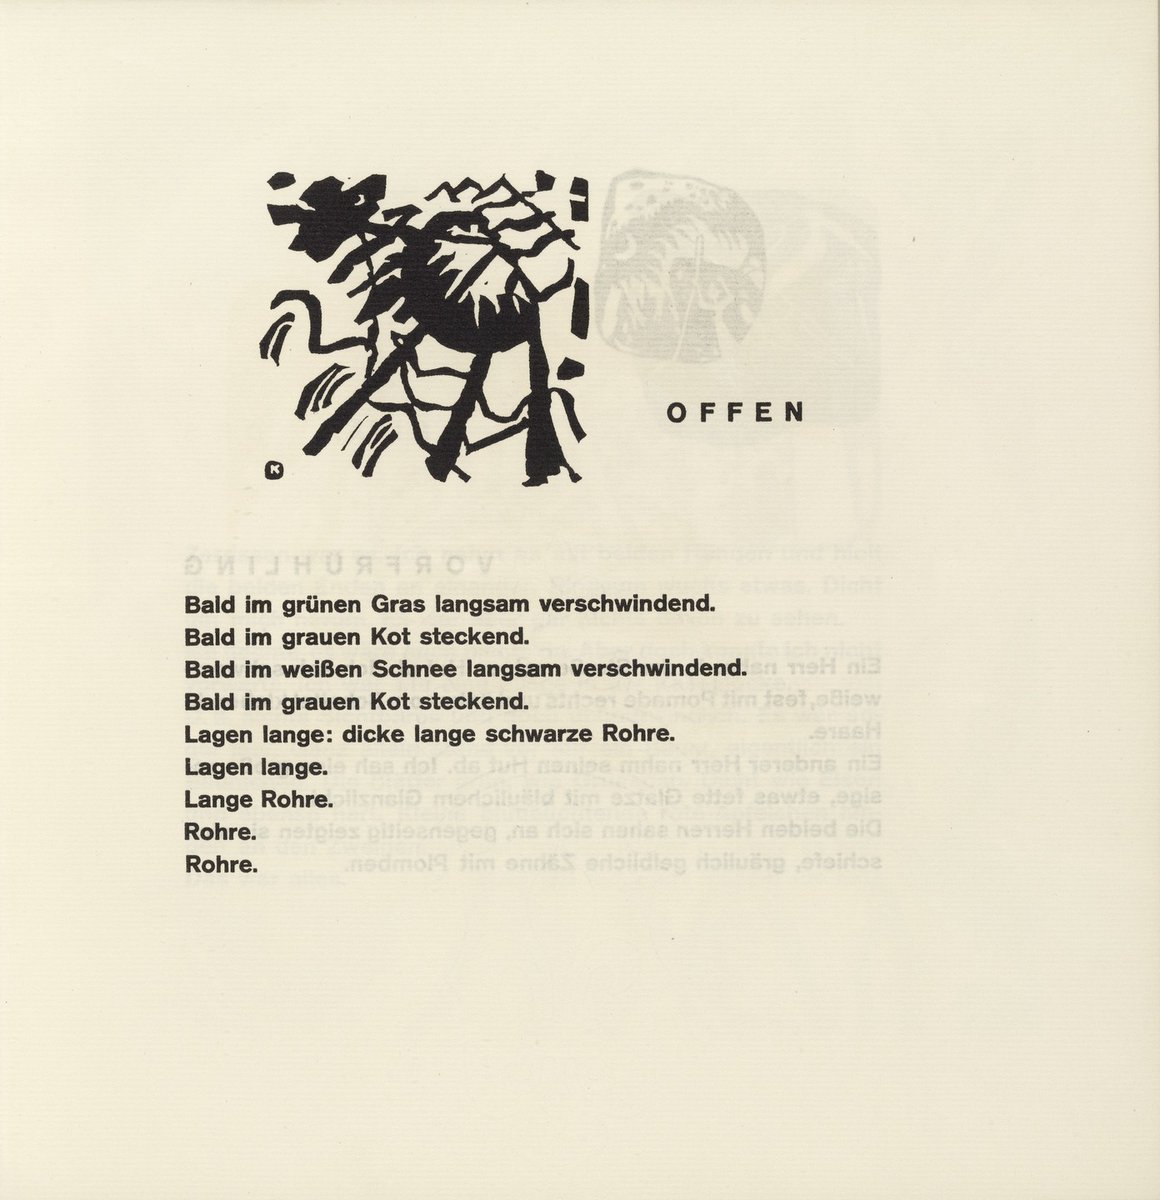 K
OFFEN
Bald im grünen Gras langsam verschwindend.
Bald im grauen Kot steckend.
Bald im weißen Schnee langsam verschwindend.
Bald im grauen Kot steckend.
Lagen lange: dicke lange schwarze Rohre.
Lagen lange.
Lange Rohre.
Rohre.
Rohre.